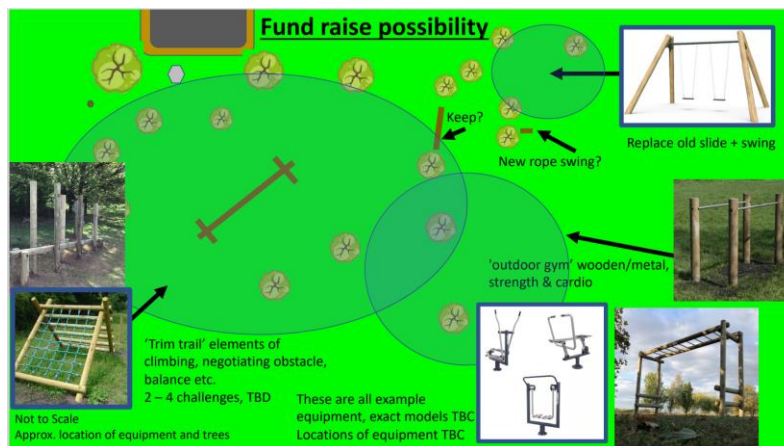 Fund raise possibility
Keep?
New rope swing?
Replace old slide + swing
'outdoor gym' wooden/metal,
strength & cardio
'Trim trail' elements of
climbing, negotiating obstacle,
balance etc.
2 – 4 challenges, TBD
These are all example
equipment, exact models TBC
Locations of equipment TBC
Not to Scale
Approx. location of equipment and trees